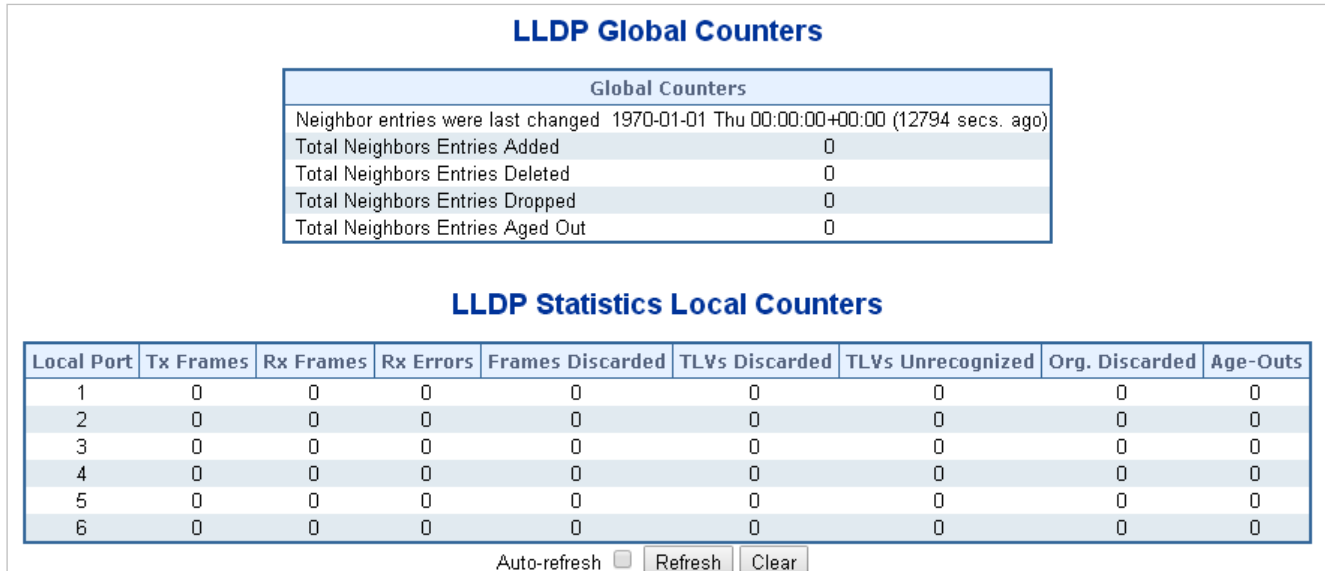 LLDP Global Counters
Global Counters
Neighbor entries were last changed 1970-01-01 Thu 00:00:00+00:00 (12794 secs. ago)
Total Neighbors Entries Added 0
Total Neighbors Entries Deleted 0
Total Neighbors Entries Dropped 0
Total Neighbors Entries Aged Out 0
LLDP Statistics Local Counters
Local Port Tx Frames Rx Frames Rx Errors Frames Discarded TLVs Discarded TLVs Unrecognized Org. Discarded Age-Outs
1 0 0 0 0 0 0 0 0
2 0 0 0 0 0 0 0 0
3 0 0 0 0 0 0 0 0
4 0 0 0 0 0 0 0 0
5 0 0 0 0 0 0 0 0
6 0 0 0 0 0 0 0 0
Auto-refresh Refresh Clear